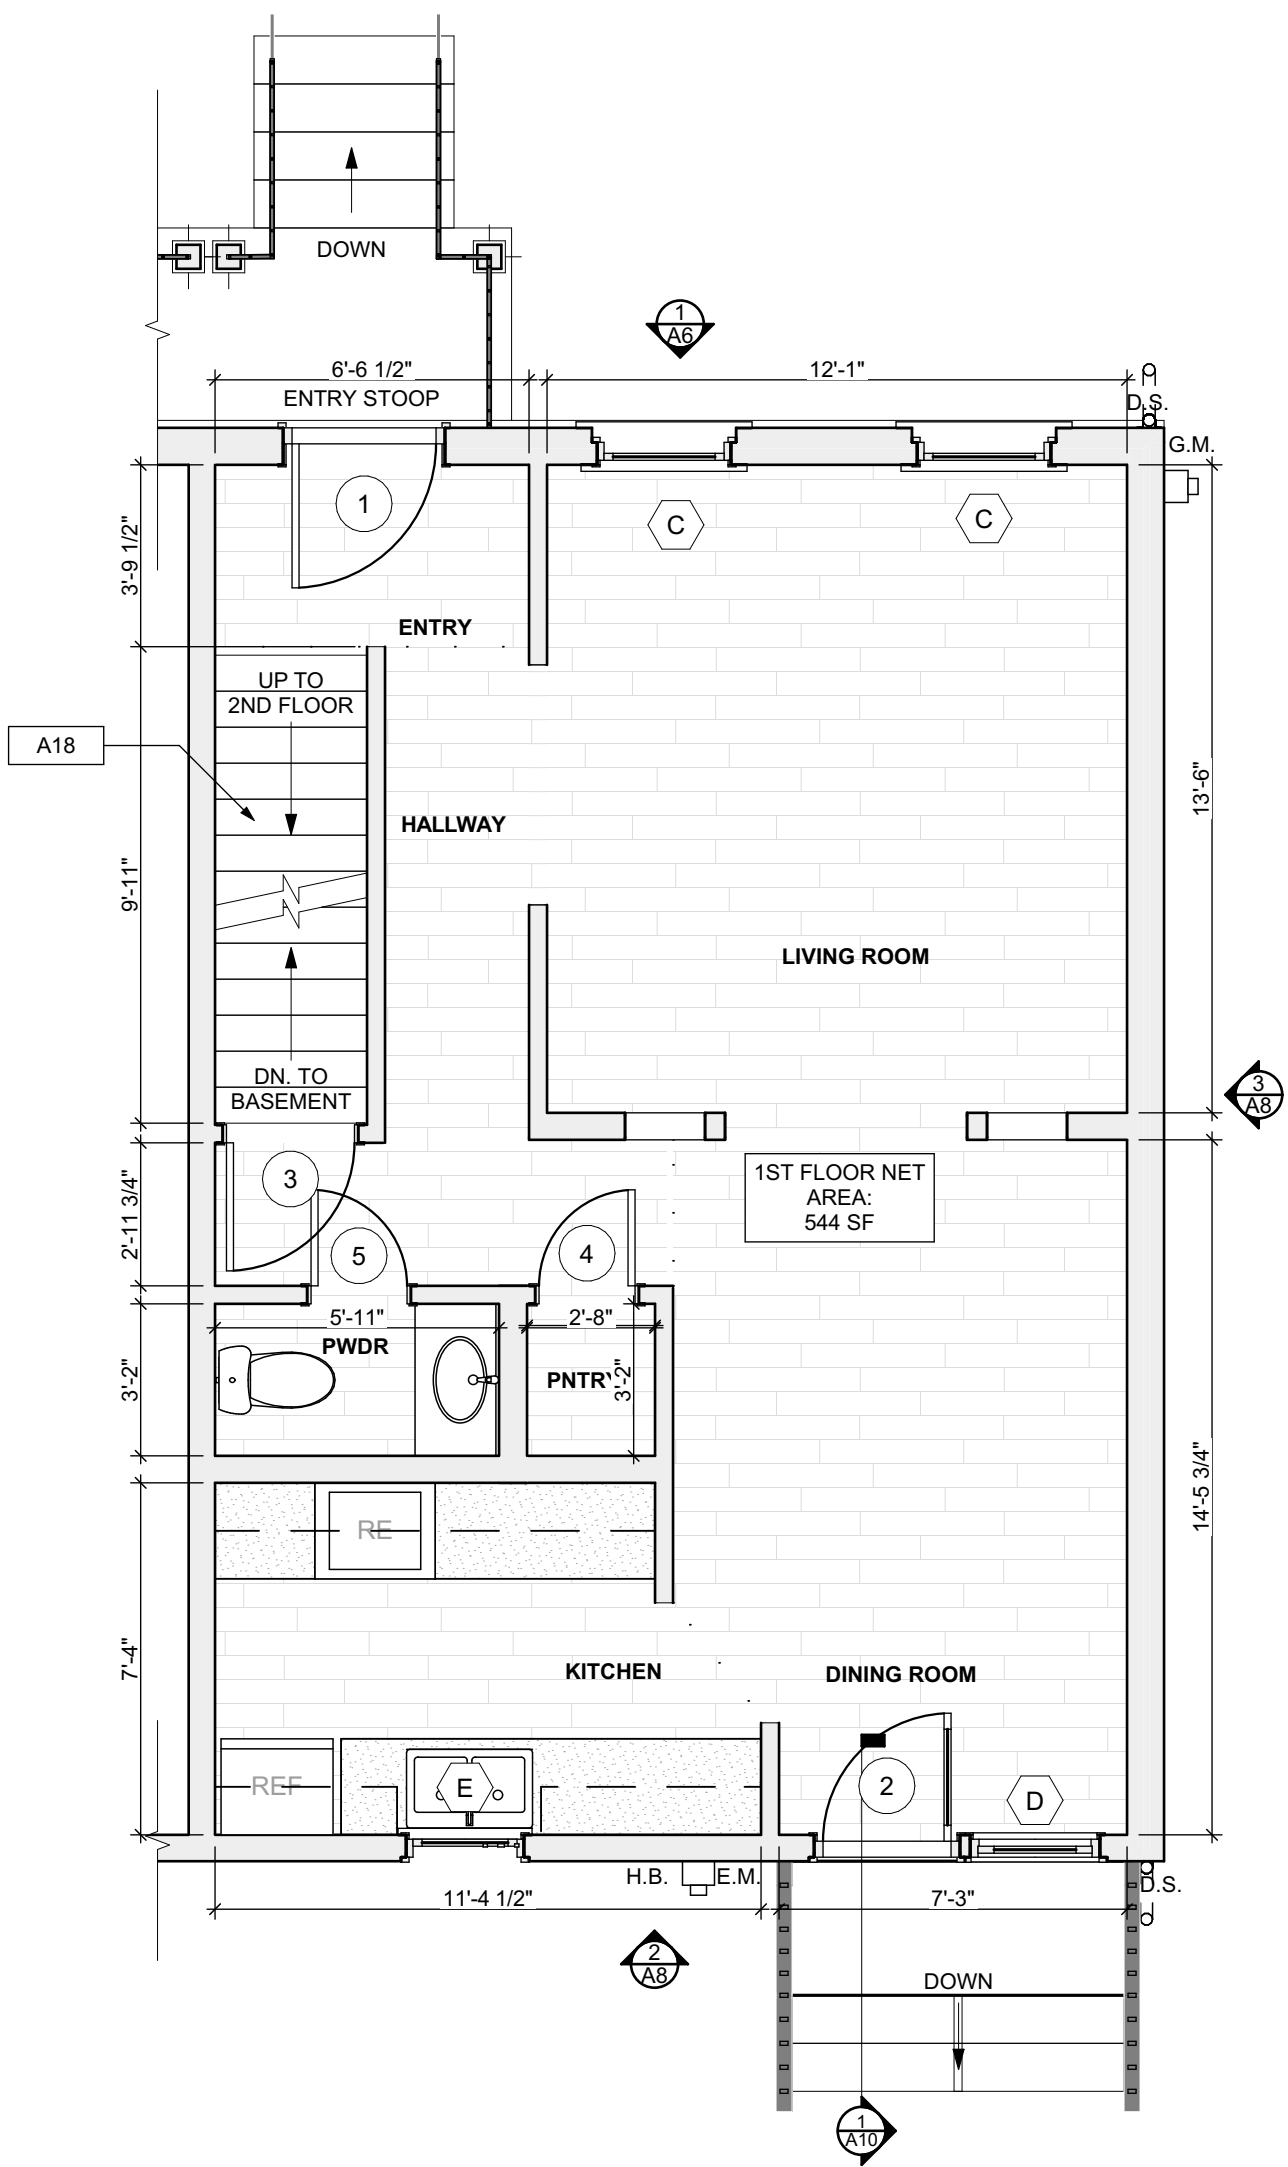 DOWN
1
A6
6'-6 1/2"
12'-1"
ENTRY STOOP
D.S.
G.M.
1
C
C
3'-9 1/2"
ENTRY
UP TO
2ND FLOOR
A18
HALLWAY
13'-6"
9'-11"
LIVING ROOM
DN. TO
BASEMENT
3
A8
3
1ST FLOOR NET
AREA:
544 SF
2'-11 3/4"
5
4
5'-11"
2'-8"
PWDR
3'-2"
PNTRY
3'-2"
14'-5 3/4"
RE
7'-4"
KITCHEN
DINING ROOM
REF
E
2
D
H.B.
E.M.
D.S.
11'-4 1/2"
7'-3"
2
A8
DOWN
1
A10